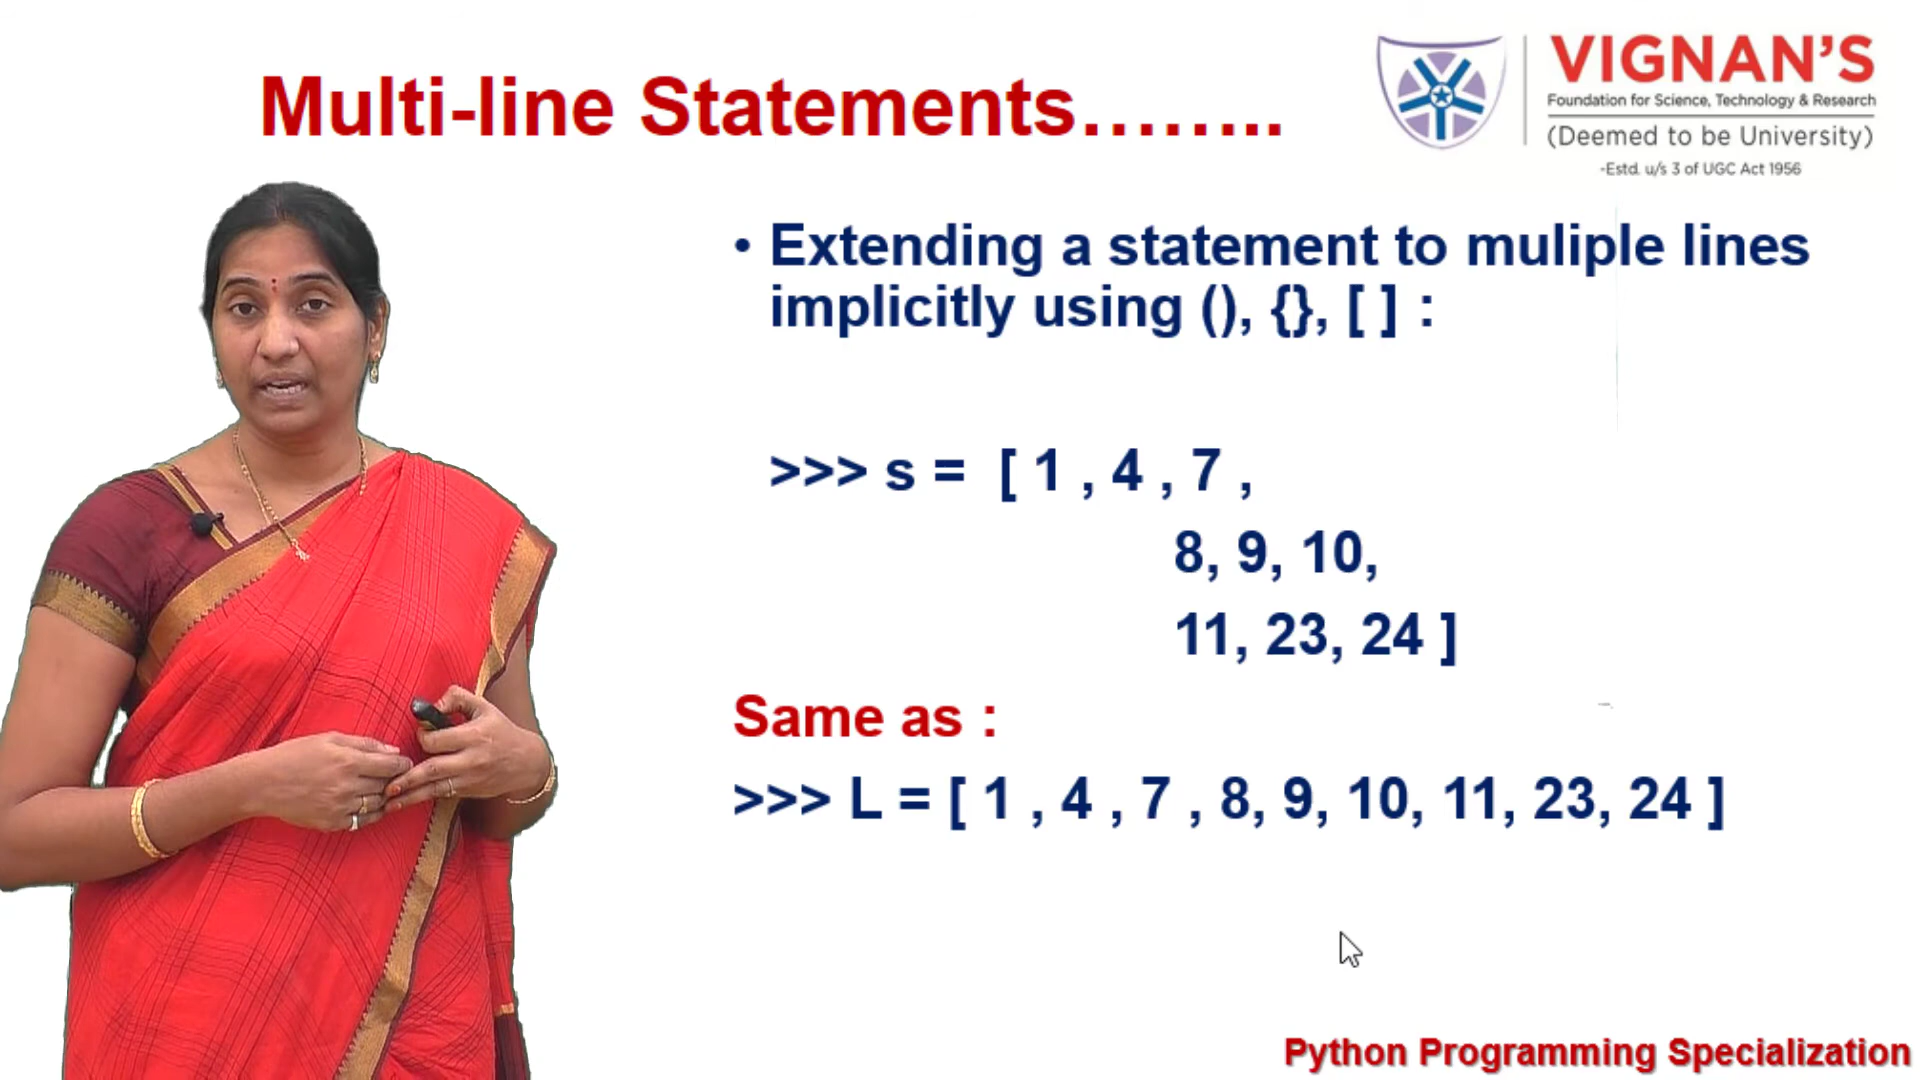 Multi-line Statements……..
VIGNAN'S
Foundation for Science, Technology & Research
(Deemed to be University)
-Estd. u/s 3 of UGC Act 1956
• Extending a statement to muliple lines
implicitly using (), {}, [ ] :
>>> s = [ 1 , 4 , 7 ,
8, 9, 10,
11, 23, 24 ]
Same as :
>>> L = [ 1 , 4 , 7 , 8, 9, 10, 11, 23, 24 ]
Python Programming Specialization